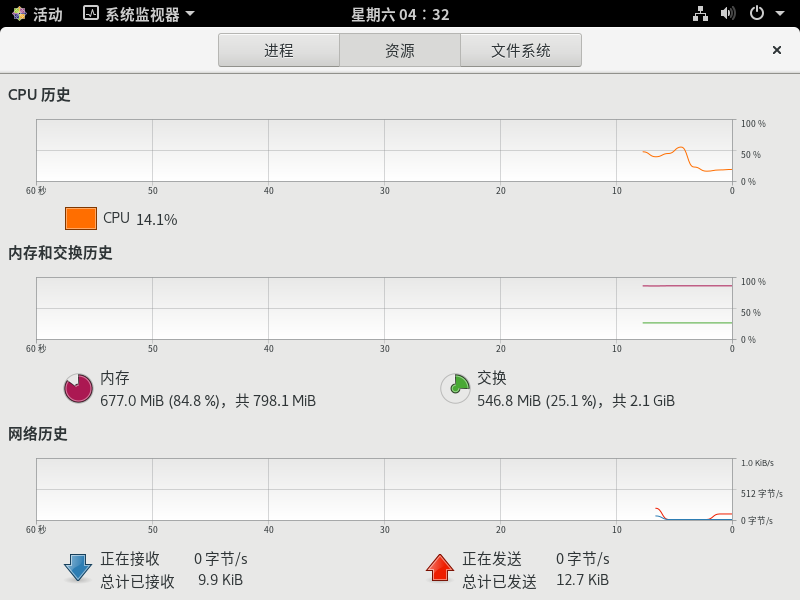 活动 系统监视器 星期六 04：32
进程 资源 文件系统
CPU 历史
100 %
50 %
0 %
60 秒 50 40 30 20 10 0
CPU 14.1%
内存和交换历史
100 %
50 %
0 %
60 秒 50 40 30 20 10 0
内存
677.0 MiB (84.8 %)，共 798.1 MiB
交换
546.8 MiB (25.1 %)，共 2.1 GiB
网络历史
1.0 KiB/s
512 字节/s
0 字节/s
60 秒 50 40 30 20 10 0
正在接收 0 字节/s
总计已接收 9.9 KiB
正在发送 0 字节/s
总计已发送 12.7 KiB